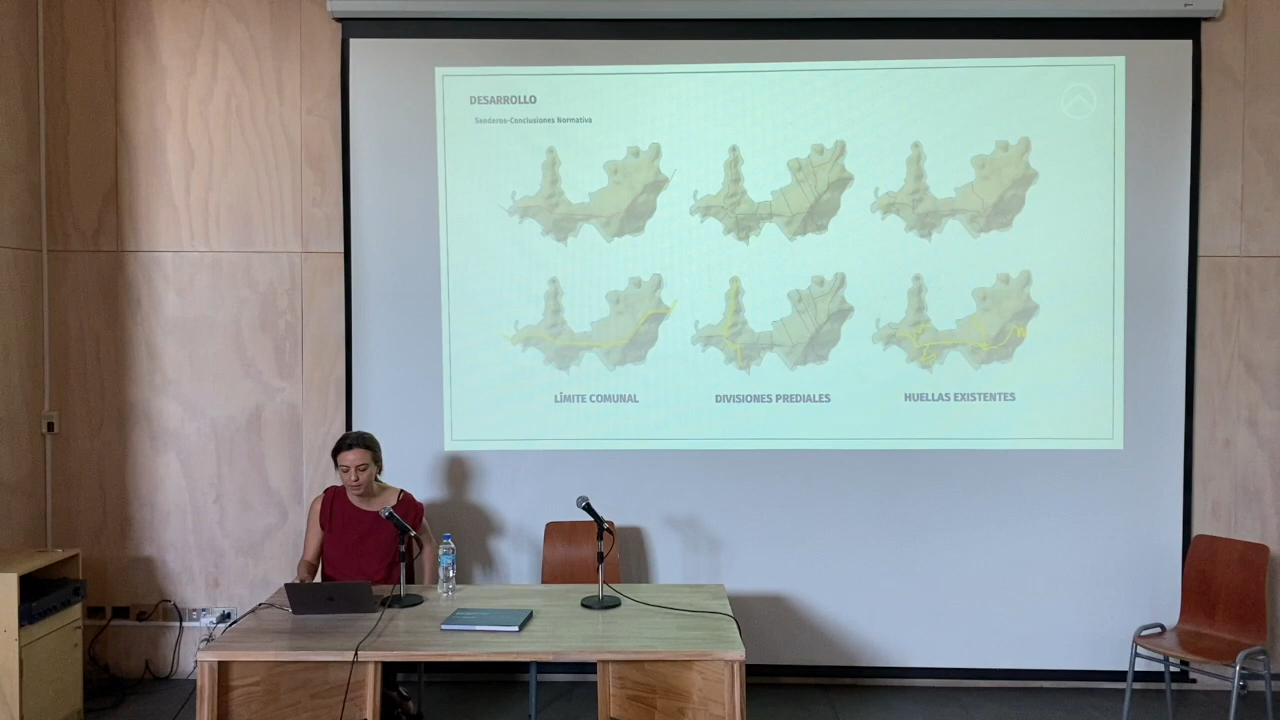 DESARROLLO
Senderos-Conclusiones Normativa
LÍMITE COMUNAL
DIVISIONES PREDIALES
HUELLAS EXISTENTES